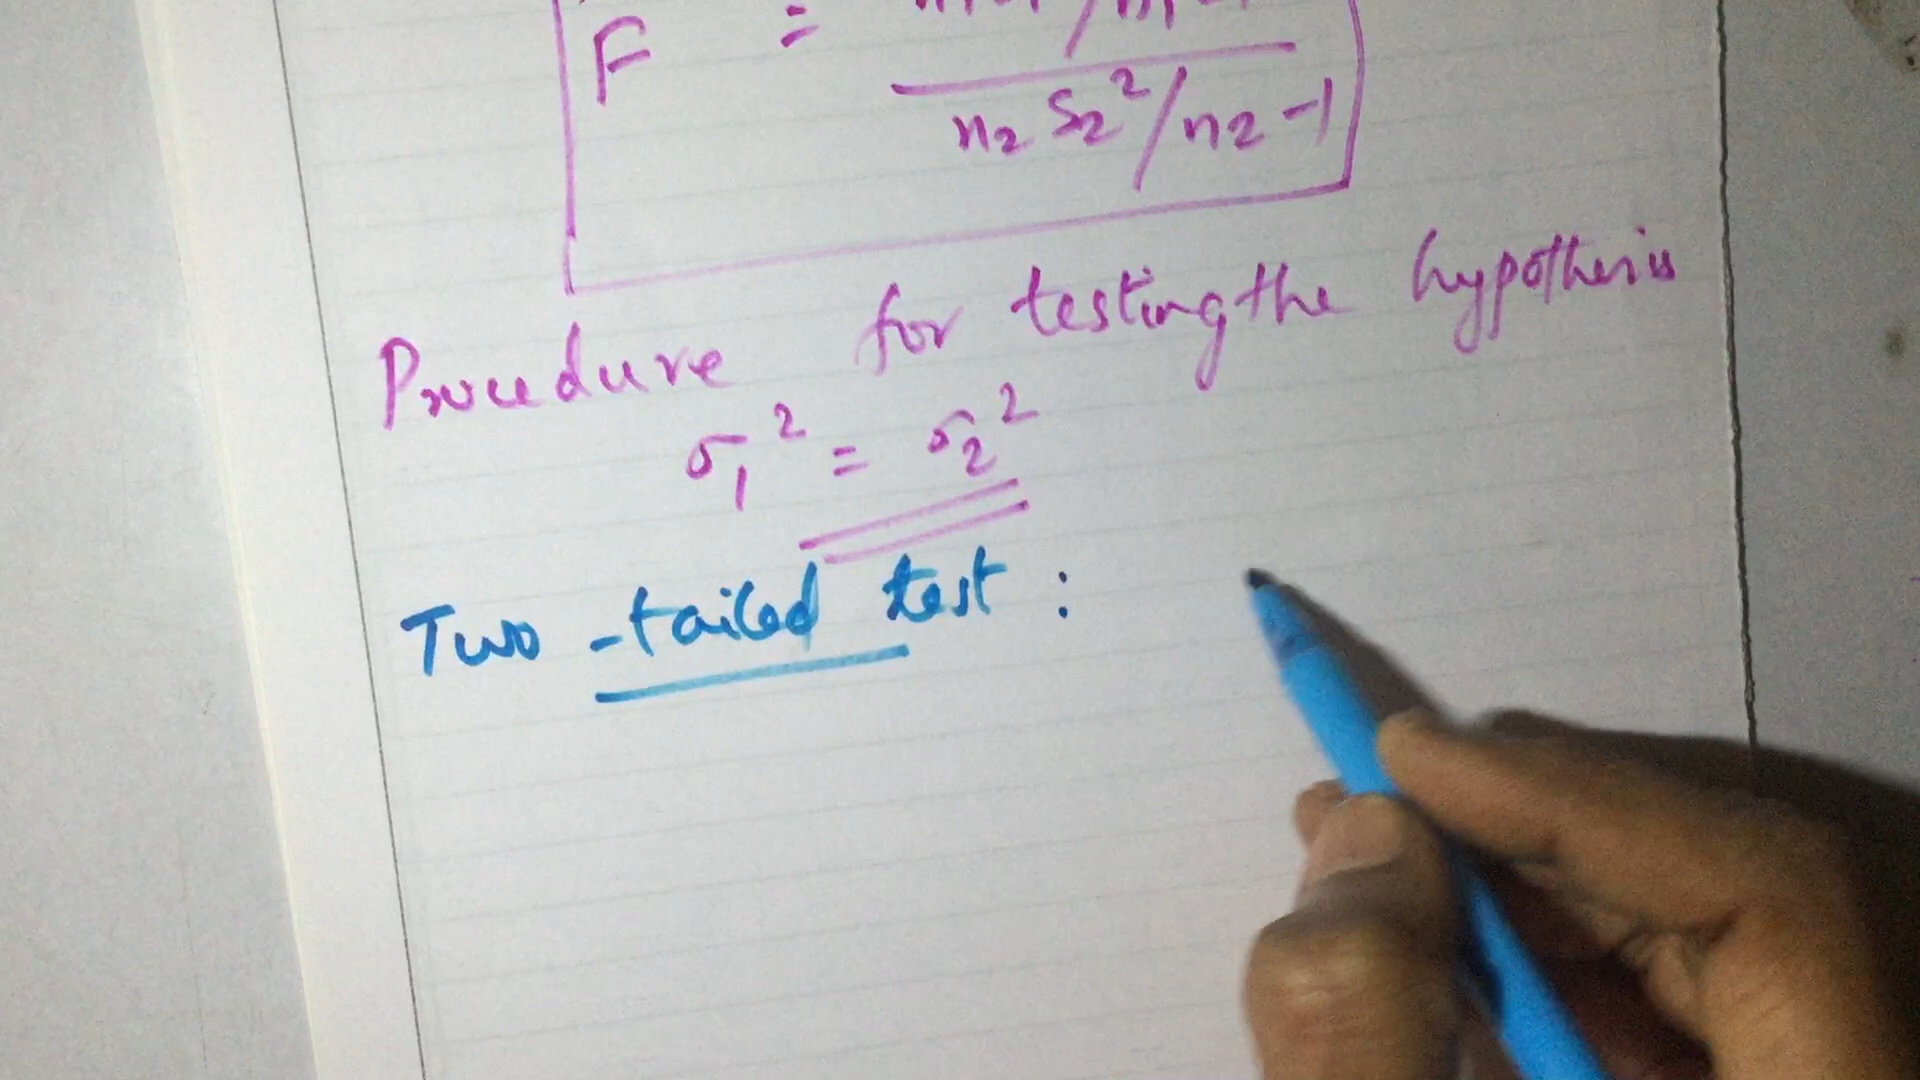 F =
n₂ S₂²/n₂-1
Procedure for testing the hypothesis
σ₁² = σ₂²
Two-tailed test :